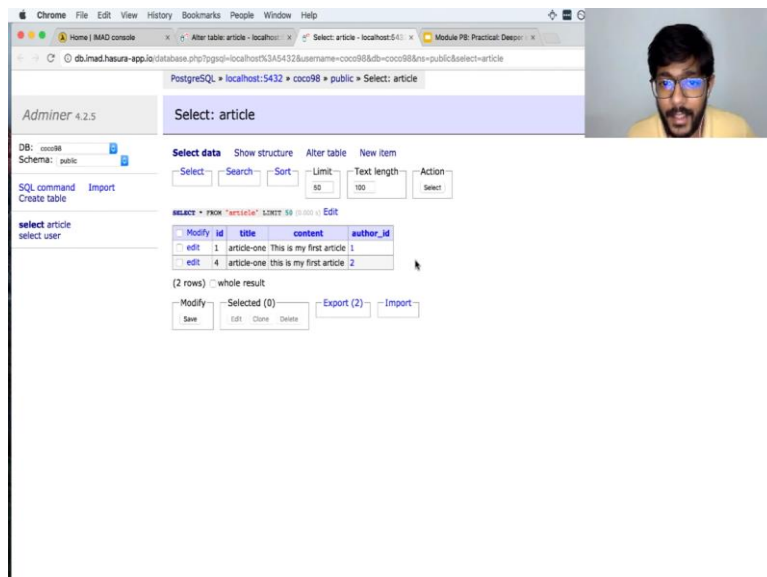 Chrome File Edit View History Bookmarks People Window Help
Home | IMAD console
Alter table: article - localhost:
Select: article - localhost:543
Module P8: Practical: Deeper
db.imad.hasura-app.io/database.php?pgsql=localhost%3A5432&username=coco98&db=coco98&ns=public&select=article
PostgreSQL » localhost:5432 » coco98 » public » Select: article
Adminer 4.2.5
Select: article
DB: coco98
Schema: public
SQL command Import
Create table
select article
select user
Select data Show structure Alter table New item
Select Search Sort Limit Text length Action
50 100 Select
SELECT * FROM "article" LIMIT 50 (0.000 s) Edit
Modify id title content author_id
edit 1 article-one This is my first article 1
edit 4 article-one this is my first article 2
(2 rows) whole result
Modify Selected (0) Export (2) Import
Save Edit Clone Delete